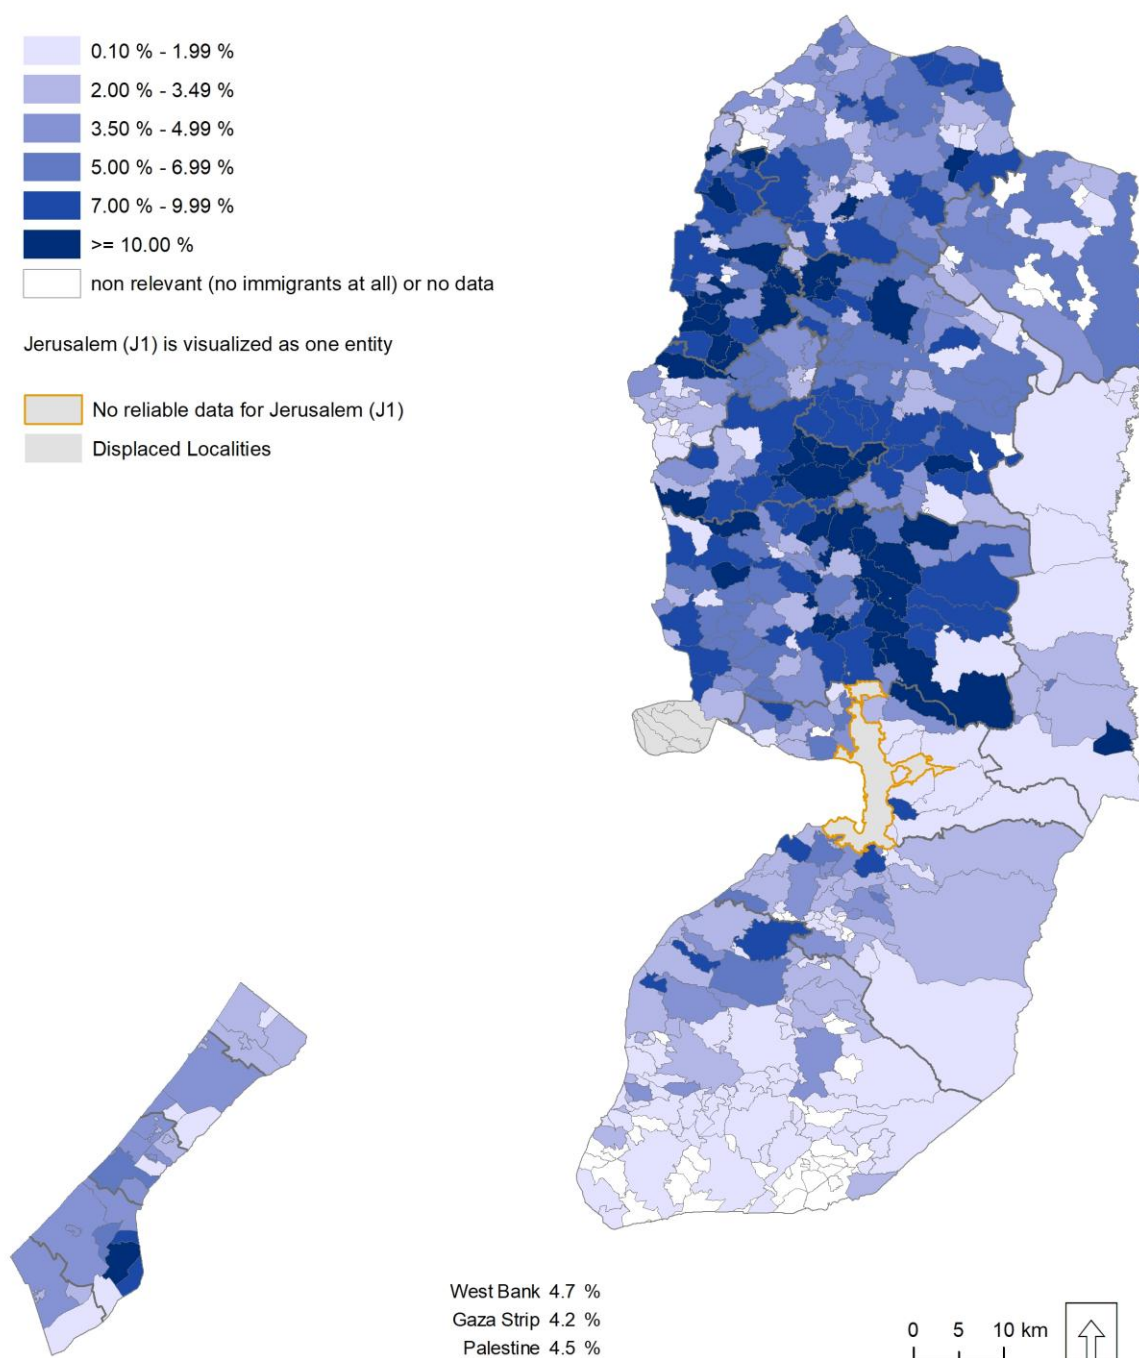 0.10 % - 1.99 %
2.00 % - 3.49 %
3.50 % - 4.99 %
5.00 % - 6.99 %
7.00 % - 9.99 %
>= 10.00 %
non relevant (no immigrants at all) or no data
Jerusalem (J1) is visualized as one entity
No reliable data for Jerusalem (J1)
Displaced Localities
West Bank 4.7 %
Gaza Strip 4.2 %
Palestine 4.5 %
0 5 10 km